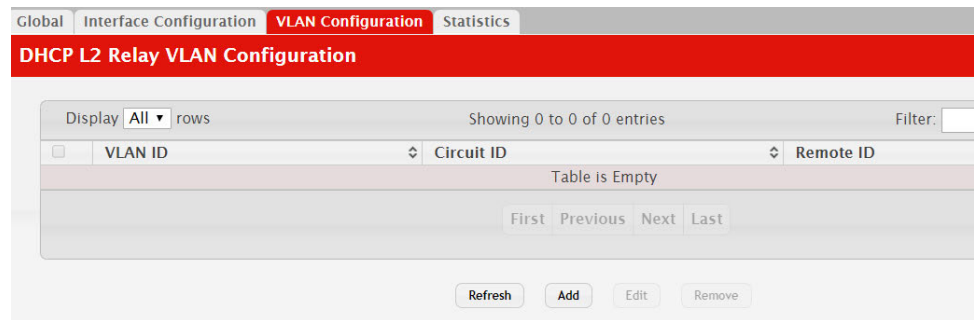 Global Interface Configuration VLAN Configuration Statistics
DHCP L2 Relay VLAN Configuration
Display All rows Showing 0 to 0 of 0 entries Filter:
VLAN ID Circuit ID Remote ID
Table is Empty
First Previous Next Last
Refresh Add Edit Remove